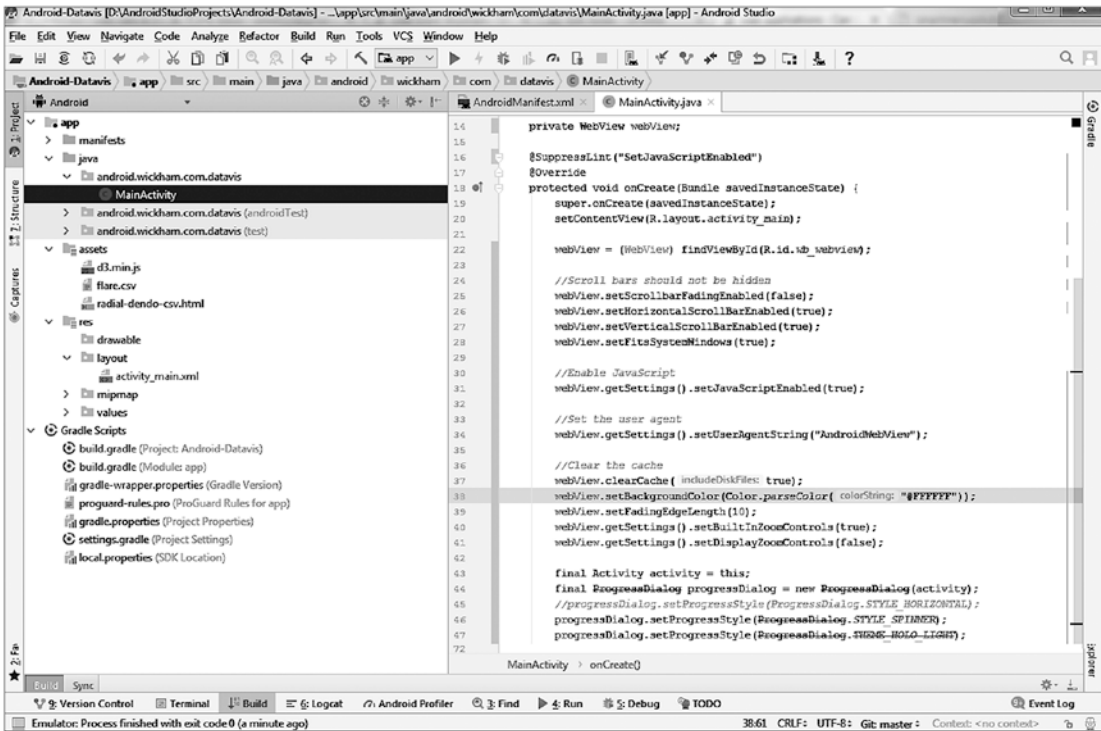 Android-Datavis [D:\AndroidStudioProjects\Android-Datavis] - ...\app\src\main\java\android\wickham\com\datavis\MainActivity.java [app] - Android Studio
File Edit View Navigate Code Analyze Refactor Build Run Tools VCS Window Help
app
Android-Datavis app src main java android wickham com datavis MainActivity
Android
AndroidManifest.xml MainActivity.java
1: Project
7: Structure
Captures
2: Fa
Gradle
Explorer
app
manifests
java
android.wickham.com.datavis
MainActivity
android.wickham.com.datavis (androidTest)
android.wickham.com.datavis (test)
assets
d3.min.js
flare.csv
radial-dendo-csv.html
res
drawable
layout
activity_main.xml
mipmap
values
Gradle Scripts
build.gradle (Project: Android-Datavis)
build.gradle (Module: app)
gradle-wrapper.properties (Gradle Version)
proguard-rules.pro (ProGuard Rules for app)
gradle.properties (Project Properties)
settings.gradle (Project Settings)
local.properties (SDK Location)
14 private WebView webView;
15
16 @SuppressLint("SetJavaScriptEnabled")
17 @Override
18 protected void onCreate(Bundle savedInstanceState) {
19 super.onCreate(savedInstanceState);
20 setContentView(R.layout.activity_main);
21
22 webView = (WebView) findViewById(R.id.wb_webview);
23
24 //Scroll bars should not be hidden
25 webView.setScrollbarFadingEnabled(false);
26 webView.setHorizontalScrollBarEnabled(true);
27 webView.setVerticalScrollBarEnabled(true);
28 webView.setFitsSystemWindows(true);
29
30 //Enable JavaScript
31 webView.getSettings().setJavaScriptEnabled(true);
32
33 //Set the user agent
34 webView.getSettings().setUserAgentString("AndroidWebView");
35
36 //Clear the cache
37 webView.clearCache( includeDiskFiles: true);
38 webView.setBackgroundColor(Color.parseColor( colorString: "#FFFFFF"));
39 webView.setFadingEdgeLength(10);
40 webView.getSettings().setBuiltInZoomControls(true);
41 webView.getSettings().setDisplayZoomControls(false);
42
43 final Activity activity = this;
44 final ProgressDialog progressDialog = new ProgressDialog(activity);
45 //progressDialog.setProgressStyle(ProgressDialog.STYLE_HORIZONTAL);
46 progressDialog.setProgressStyle(ProgressDialog.STYLE_SPINNER);
47 progressDialog.setProgressStyle(ProgressDialog.THEME_HOLO_LIGHT);
72
MainActivity > onCreate()
Build Sync
9: Version Control Terminal Build 6: Logcat Android Profiler 3: Find 4: Run 5: Debug TODO Event Log
Emulator: Process finished with exit code 0 (a minute ago) 38:61 CRLF: UTF-8: Git: master Context: <no context>